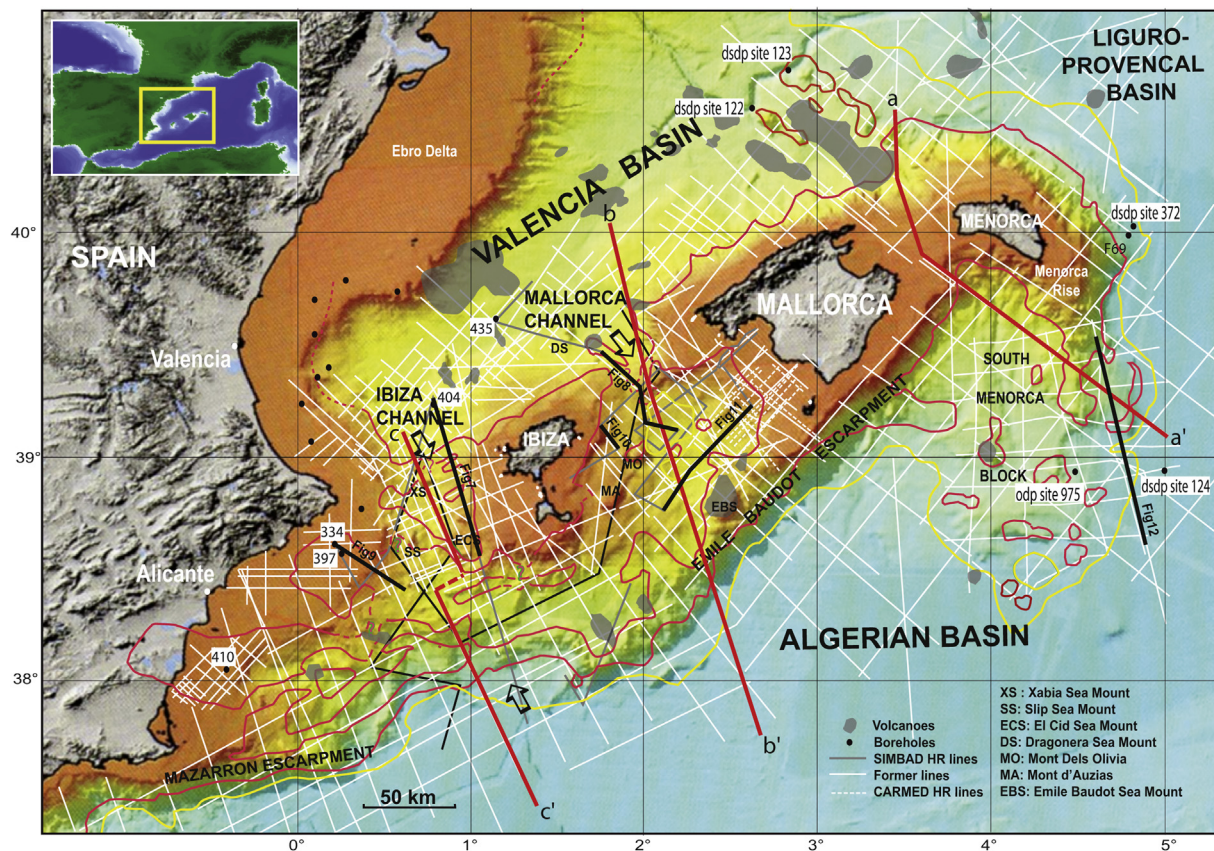 LIGURO-
PROVENCAL
BASIN
dsdp site 123
a
dsdp site 122
Ebro Delta
VALENCIA BASIN
b
dsdp site 372
40°
MENORCA
F69
SPAIN
Menorca
Rise
MALLORCA
MALLORCA
CHANNEL
435
DS
Valencia
Fig8
SOUTH
MENORCA
404
IBIZA
CHANNEL
c
Fig11
IBIZA
Fig10
a'
39°
MO
Fig7
XS
MA
BLOCK
odp site 975
dsdp site 124
EBS
EMILE BAUDOT ESCARPMENT
Fig12
334
397
Fig9
SS
ECS
Alicante
ALGERIAN BASIN
410
38°
XS : Xabia Sea Mount
SS: Slip Sea Mount
ECS: El Cid Sea Mount
DS: Dragonera Sea Mount
MO: Mont Dels Olivia
MA: Mont d'Auzias
EBS: Emile Baudot Sea Mount
Volcanoes
Boreholes
SIMBAD HR lines
Former lines
CARMED HR lines
b'
MAZARRON ESCARPMENT
50 km
c'
0°
1°
2°
3°
4°
5°